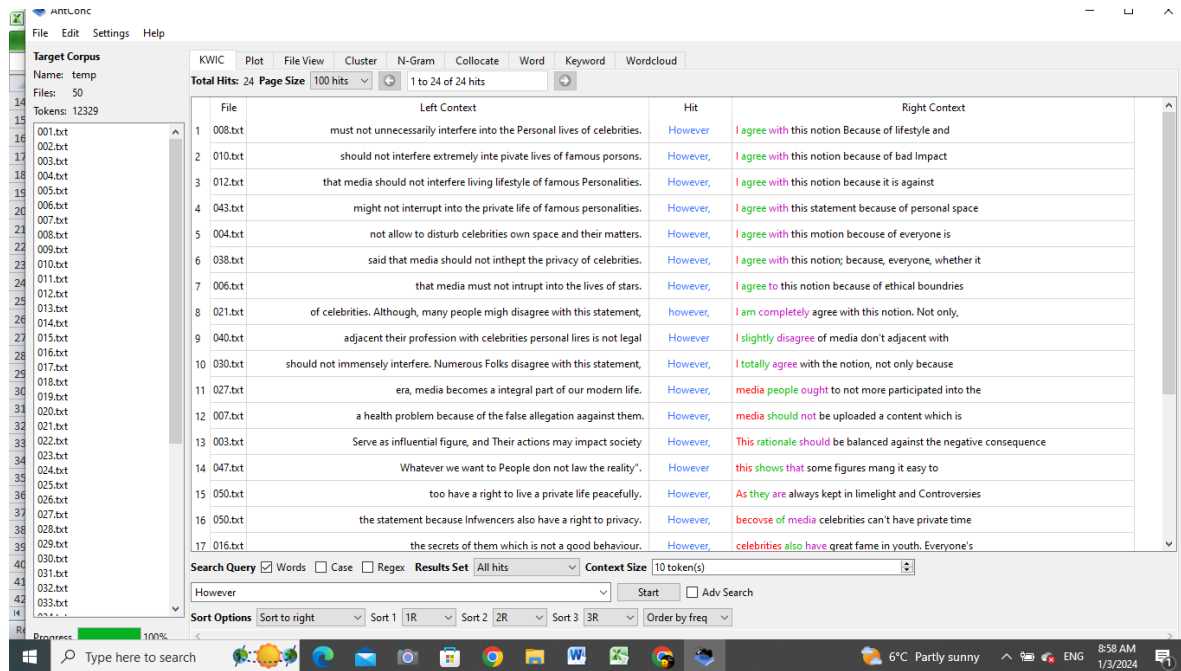 AntConc
File Edit Settings Help
Target Corpus
Name: temp
Files: 50
Tokens: 12329
001.txt
002.txt
003.txt
004.txt
005.txt
006.txt
007.txt
008.txt
009.txt
010.txt
011.txt
012.txt
013.txt
014.txt
015.txt
016.txt
017.txt
018.txt
019.txt
020.txt
021.txt
022.txt
023.txt
024.txt
025.txt
026.txt
027.txt
028.txt
029.txt
030.txt
031.txt
032.txt
033.txt
Progress 100%
KWIC Plot File View Cluster N-Gram Collocate Word Keyword Wordcloud
Total Hits: 24 Page Size 100 hits 1 to 24 of 24 hits
File Left Context Hit Right Context
1 008.txt must not unnecessarily interfere into the Personal lives of celebrities. However I agree with this notion Because of lifestyle and
2 010.txt should not interfere extremely inte pivate lives of famous porsons. However, I agree with this notion because of bad Impact
3 012.txt that media should not interfere living lifestyle of famous Personalities. However, I agree with this notion because it is against
4 043.txt might not interrupt into the private life of famous personalities. However, I agree with this statement because of personal space
5 004.txt not allow to disturb celebrities own space and their matters. However, I agree with this motion becouse of everyone is
6 038.txt said that media should not inthept the privacy of celebrities. However, I agree with this notion; because, everyone, whether it
7 006.txt that media must not intrupt into the lives of stars. However, I agree to this notion because of ethical boundries
8 021.txt of celebrities. Although, many people migh disagree with this statement, however, I am completely agree with this notion. Not only,
9 040.txt adjacent their profession with celebrities personal lires is not legal However I slightly disagree of media don't adjacent with
10 030.txt should not immensely interfere. Numerous Folks disagree with this statement, However, I totally agree with the notion, not only because
11 027.txt era, media becomes a integral part of our modern life. However, media people ought to not more participated into the
12 007.txt a health problem because of the false allegation aagainst them. However, media should not be uploaded a content which is
13 003.txt Serve as influential figure, and Their actions may impact society However, This rationale should be balanced against the negative consequence
14 047.txt Whatever we want to People don not law the reality". However this shows that some figures mang it easy to
15 050.txt too have a right to live a private life peacefully. However, As they are always kept in limelight and Controversies
16 050.txt the statement because Infwencers also have a right to privacy. However, becovse of media celebrities can't have private time
17 016.txt the secrets of them which is not a good behaviour. However, celebrities also have great fame in youth. Everyone's
Search Query Words Case Regex Results Set All hits Context Size 10 token(s)
However Start Adv Search
Sort Options Sort to right Sort 1 1R Sort 2 2R Sort 3 3R Order by freq
Type here to search
6°C Partly sunny ENG 8:58 AM
1/3/2024